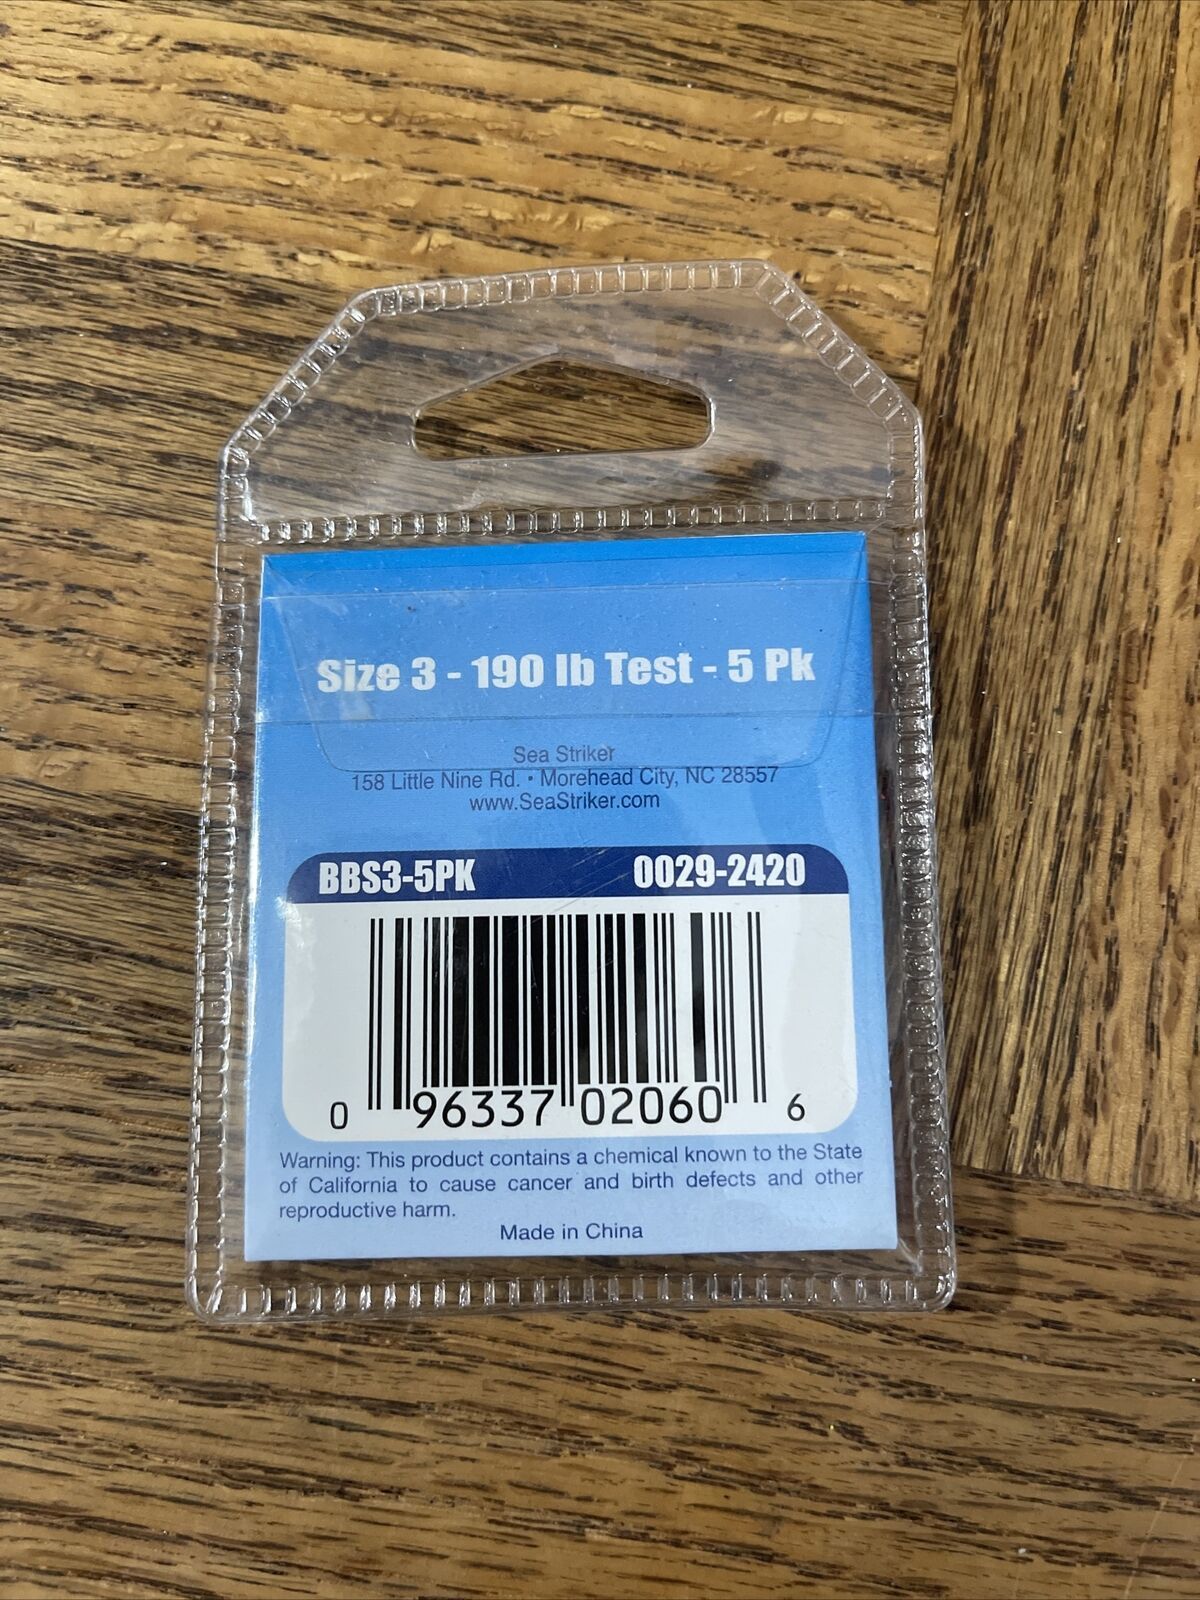 Size 3 - 190 lb Test - 5 Pk
Sea Striker
158 Little Nine Rd. • Morehead City, NC 28557
www.SeaStriker.com
BBS3-5PK 0029-2420
0 96337 02060 6
Warning: This product contains a chemical known to the State
of California to cause cancer and birth defects and other
reproductive harm.
Made in China